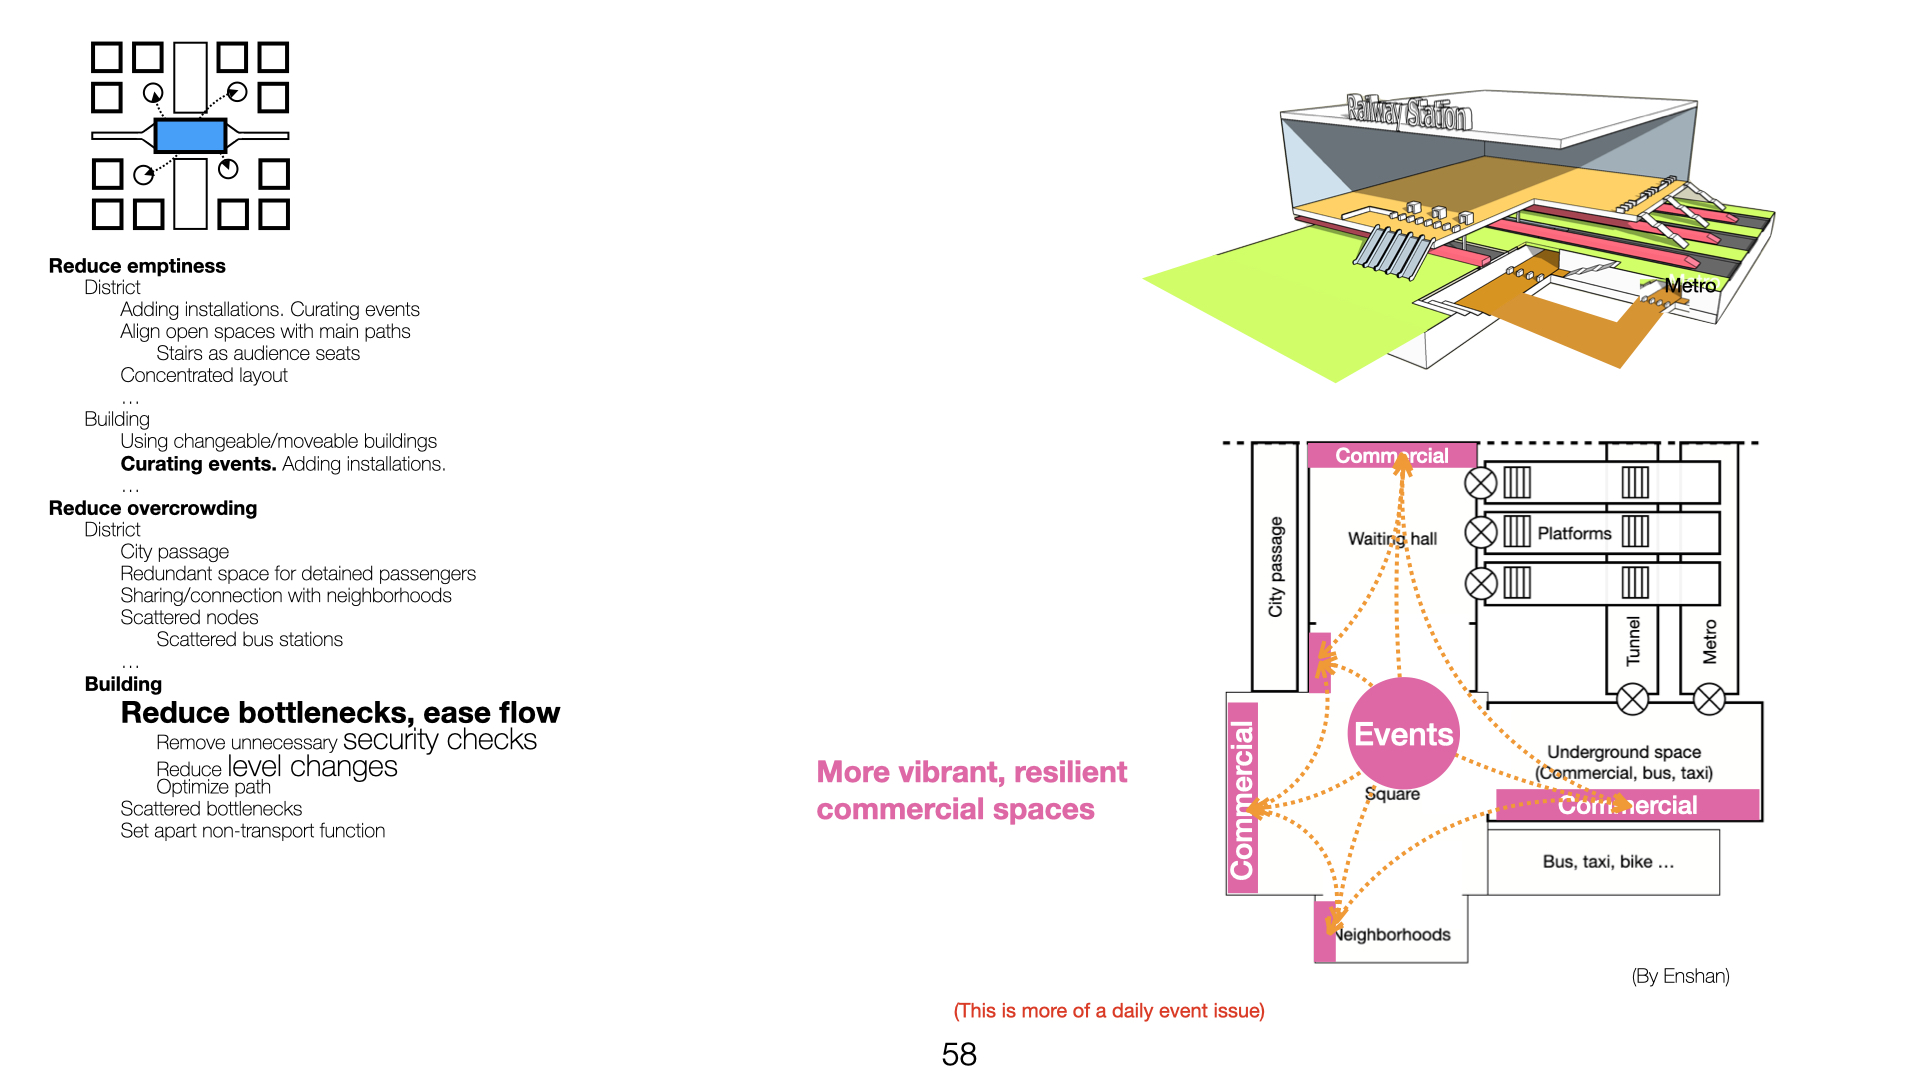 Reduce emptiness
District
Adding installations. Curating events
Align open spaces with main paths
Stairs as audience seats
Concentrated layout
…
Building
Using changeable/moveable buildings
Curating events. Adding installations.
…
Reduce overcrowding
District
City passage
Redundant space for detained passengers
Sharing/connection with neighborhoods
Scattered nodes
Scattered bus stations
…
Building
Reduce bottlenecks, ease flow
Remove unnecessary security checks
Reduce level changes
Optimize path
Scattered bottlenecks
Set apart non-transport function
More vibrant, resilient
commercial spaces
Railway Station
Metro
Commercial
City passage
Waiting hall
Platforms
Tunnel
Metro
Events
Square
Commercial
Underground space
(Commercial, bus, taxi)
Commercial
Bus, taxi, bike …
Neighborhoods
(By Enshan)
(This is more of a daily event issue)
58